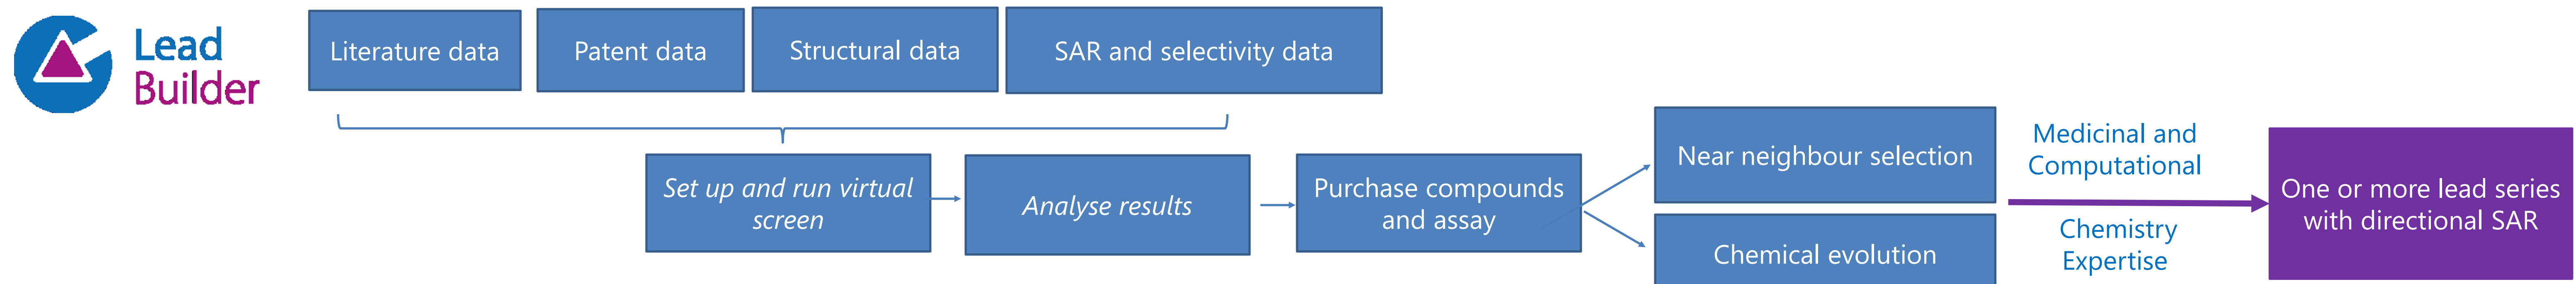 Lead
Builder
Literature data
Patent data
Structural data
SAR and selectivity data
Set up and run virtual
screen
Analyse results
Purchase compounds
and assay
Near neighbour selection
Chemical evolution
Medicinal and
Computational
Chemistry
Expertise
One or more lead series
with directional SAR